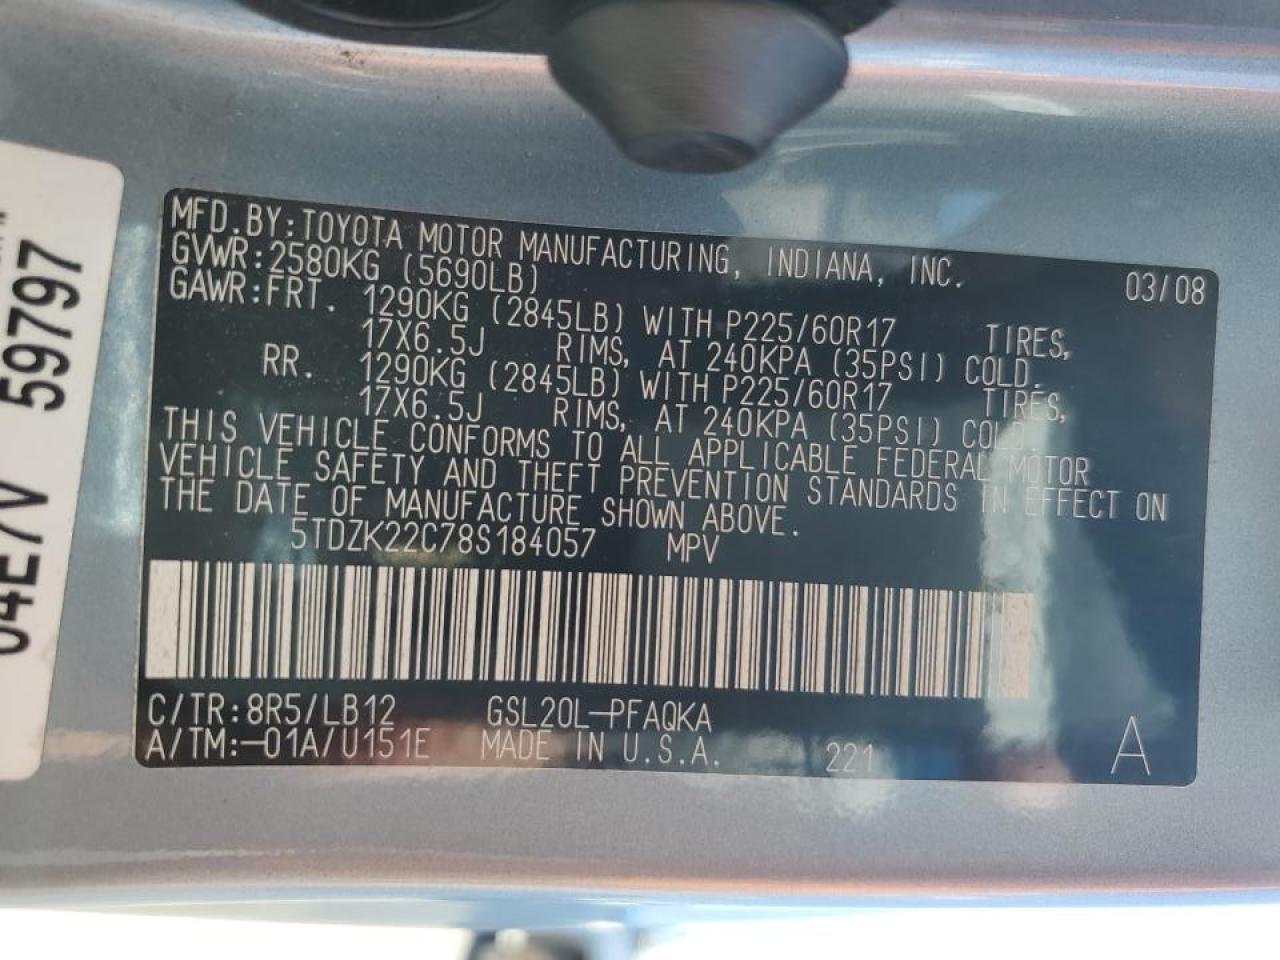 MFD.BY:TOYOTA MOTOR MANUFACTURING, INDIANA, INC. 03/08
GVWR:2580KG (5690LB)
GAWR:FRT. 1290KG (2845LB) WITH P225/60R17 TIRES,
17X6.5J RIMS, AT 240KPA (35PSI) COLD.
RR. 1290KG (2845LB) WITH P225/60R17 TIRES,
17X6.5J RIMS, AT 240KPA (35PSI) COLD.
THIS VEHICLE CONFORMS TO ALL APPLICABLE FEDERAL MOTOR
VEHICLE SAFETY AND THEFT PREVENTION STANDARDS IN EFFECT ON
THE DATE OF MANUFACTURE SHOWN ABOVE.
5TDZK22C78S184057 MPV
C/TR:8R5/LB12 GSL20L-PFAQKA
A/TM:-01A/U151E MADE IN U.S.A. 221 A
04E7V 59797